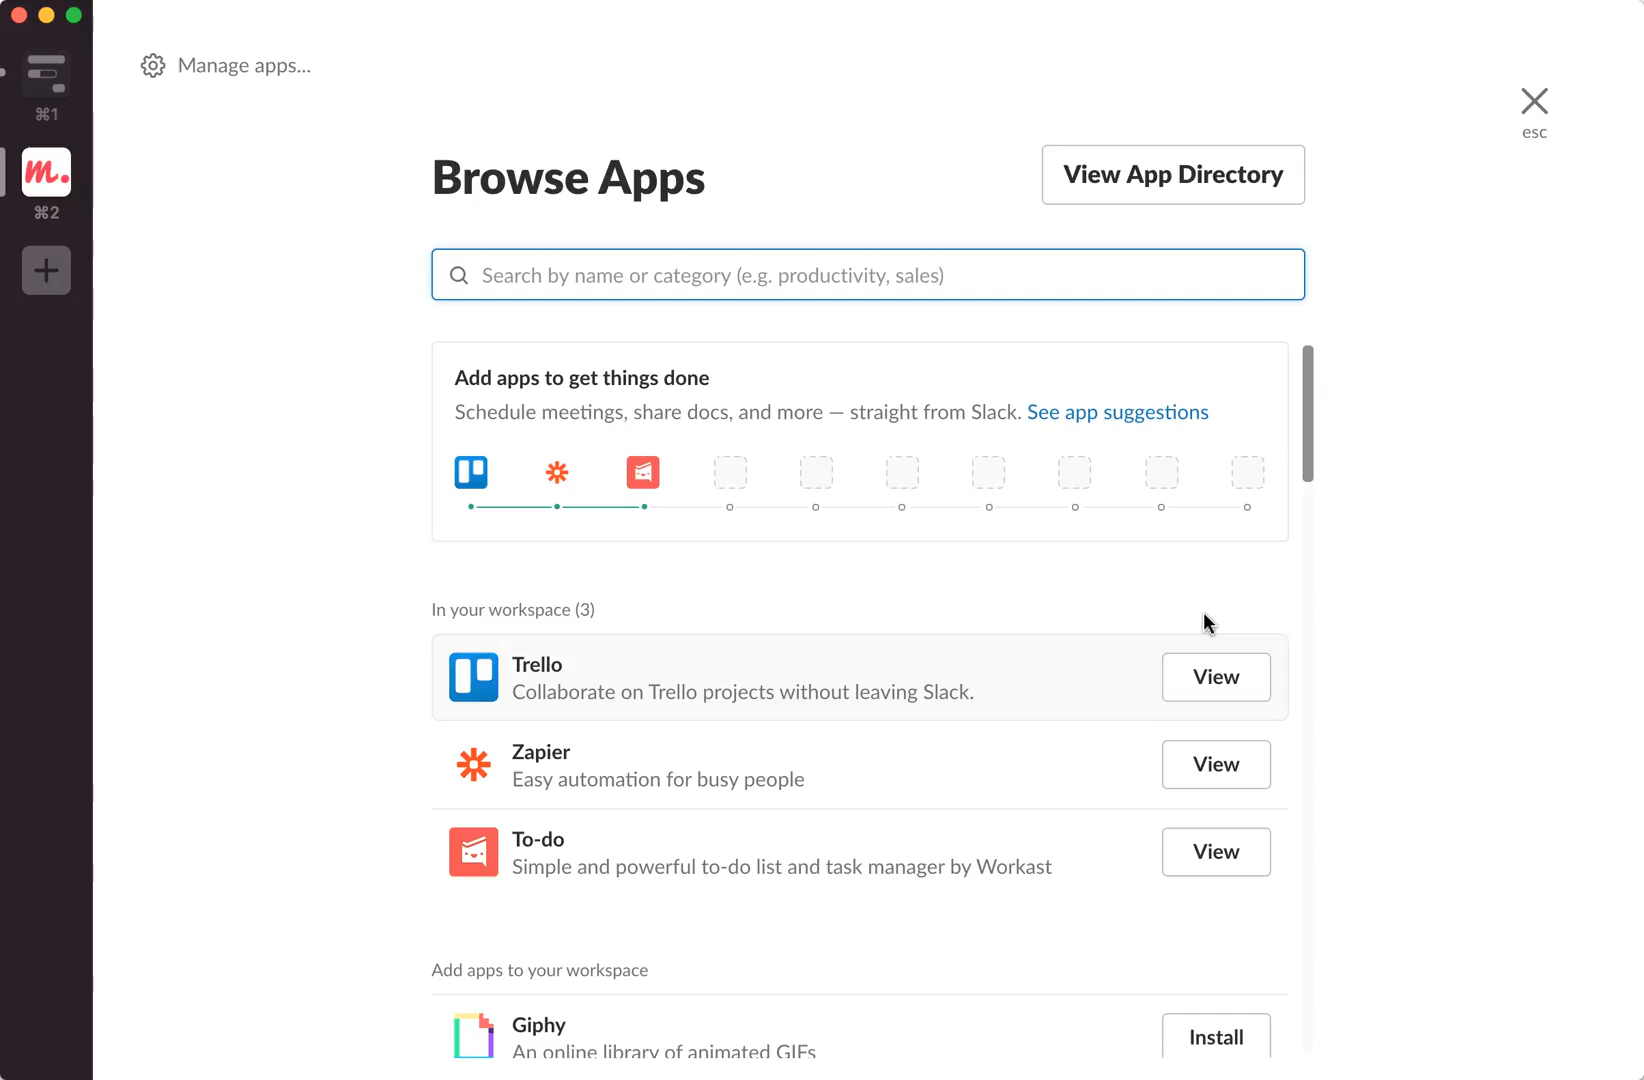 Manage apps...
⌘1
m.
⌘2
esc
Browse Apps
View App Directory
Search by name or category (e.g. productivity, sales)
Add apps to get things done
Schedule meetings, share docs, and more — straight from Slack. See app suggestions
In your workspace (3)
Trello
Collaborate on Trello projects without leaving Slack.
View
Zapier
Easy automation for busy people
View
To-do
Simple and powerful to-do list and task manager by Workast
View
Add apps to your workspace
Giphy
An online library of animated GIFs
Install